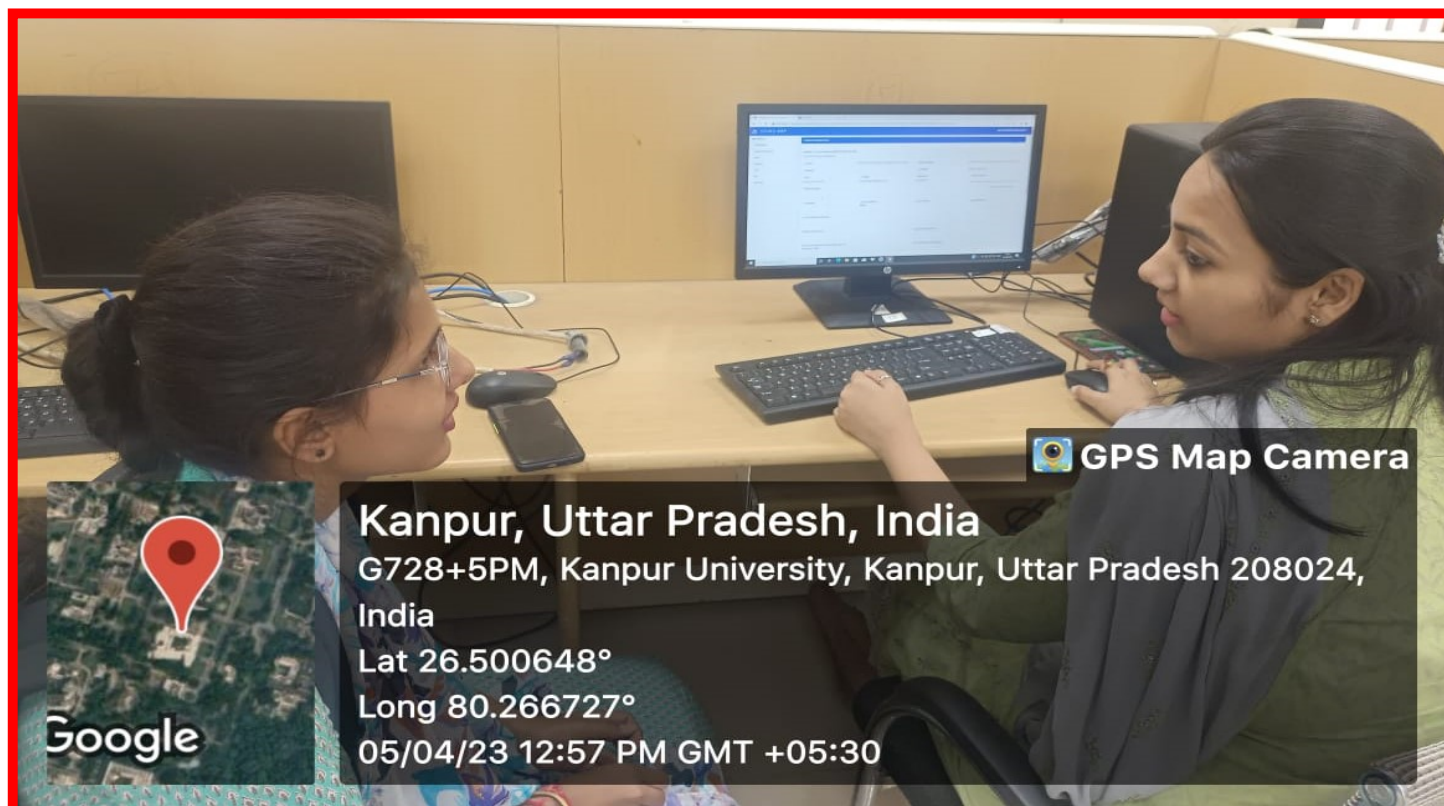 GPS Map Camera
Kanpur, Uttar Pradesh, India
G728+5PM, Kanpur University, Kanpur, Uttar Pradesh 208024,
India
Lat 26.500648°
Long 80.266727°
05/04/23 12:57 PM GMT +05:30
Google
hp